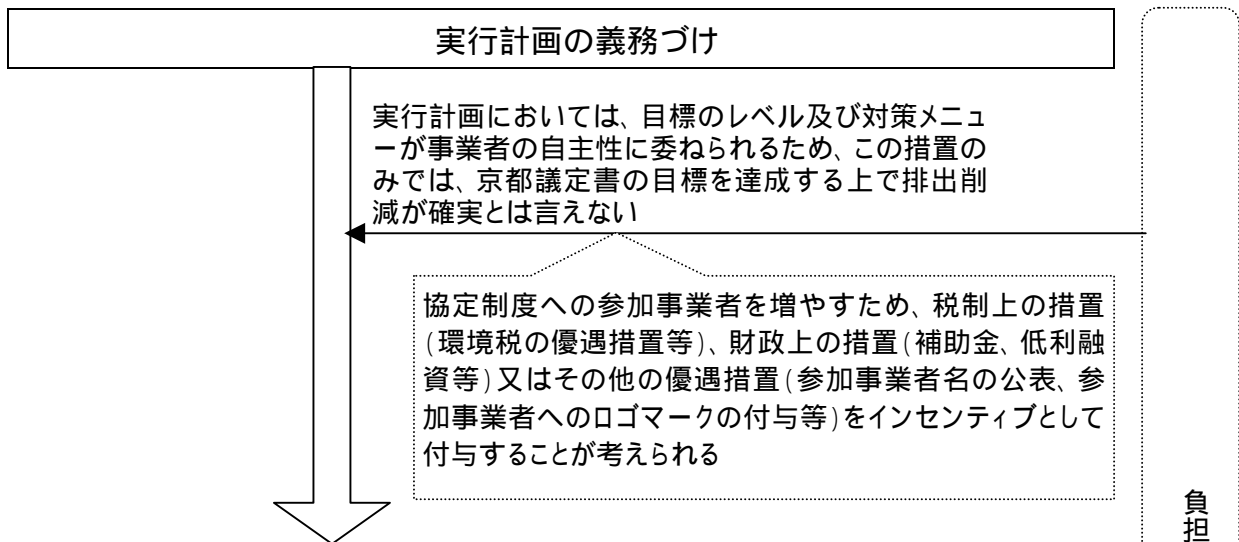 実行計画の義務づけ
実行計画においては、目標のレベル及び対策メニュ
ーが事業者の自主性に委ねられるため、この措置の
みでは、京都議定書の目標を達成する上で排出削
減が確実とは言えない
協定制度への参加事業者を増やすため、税制上の措置
(環境税の優遇措置等)、財政上の措置(補助金、低利融
資等)又はその他の優遇措置(参加事業者名の公表、参
加事業者へのロゴマークの付与等)をインセンティブとして
付与することが考えられる
負担